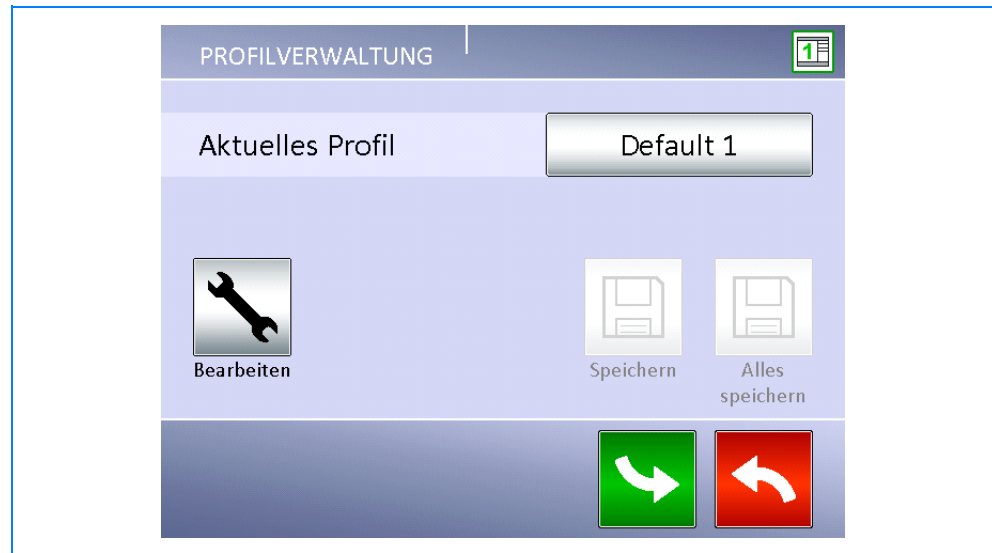 PROFILVERWALTUNG
1
Aktuelles Profil
Default 1
Bearbeiten
Speichern
Alles
speichern